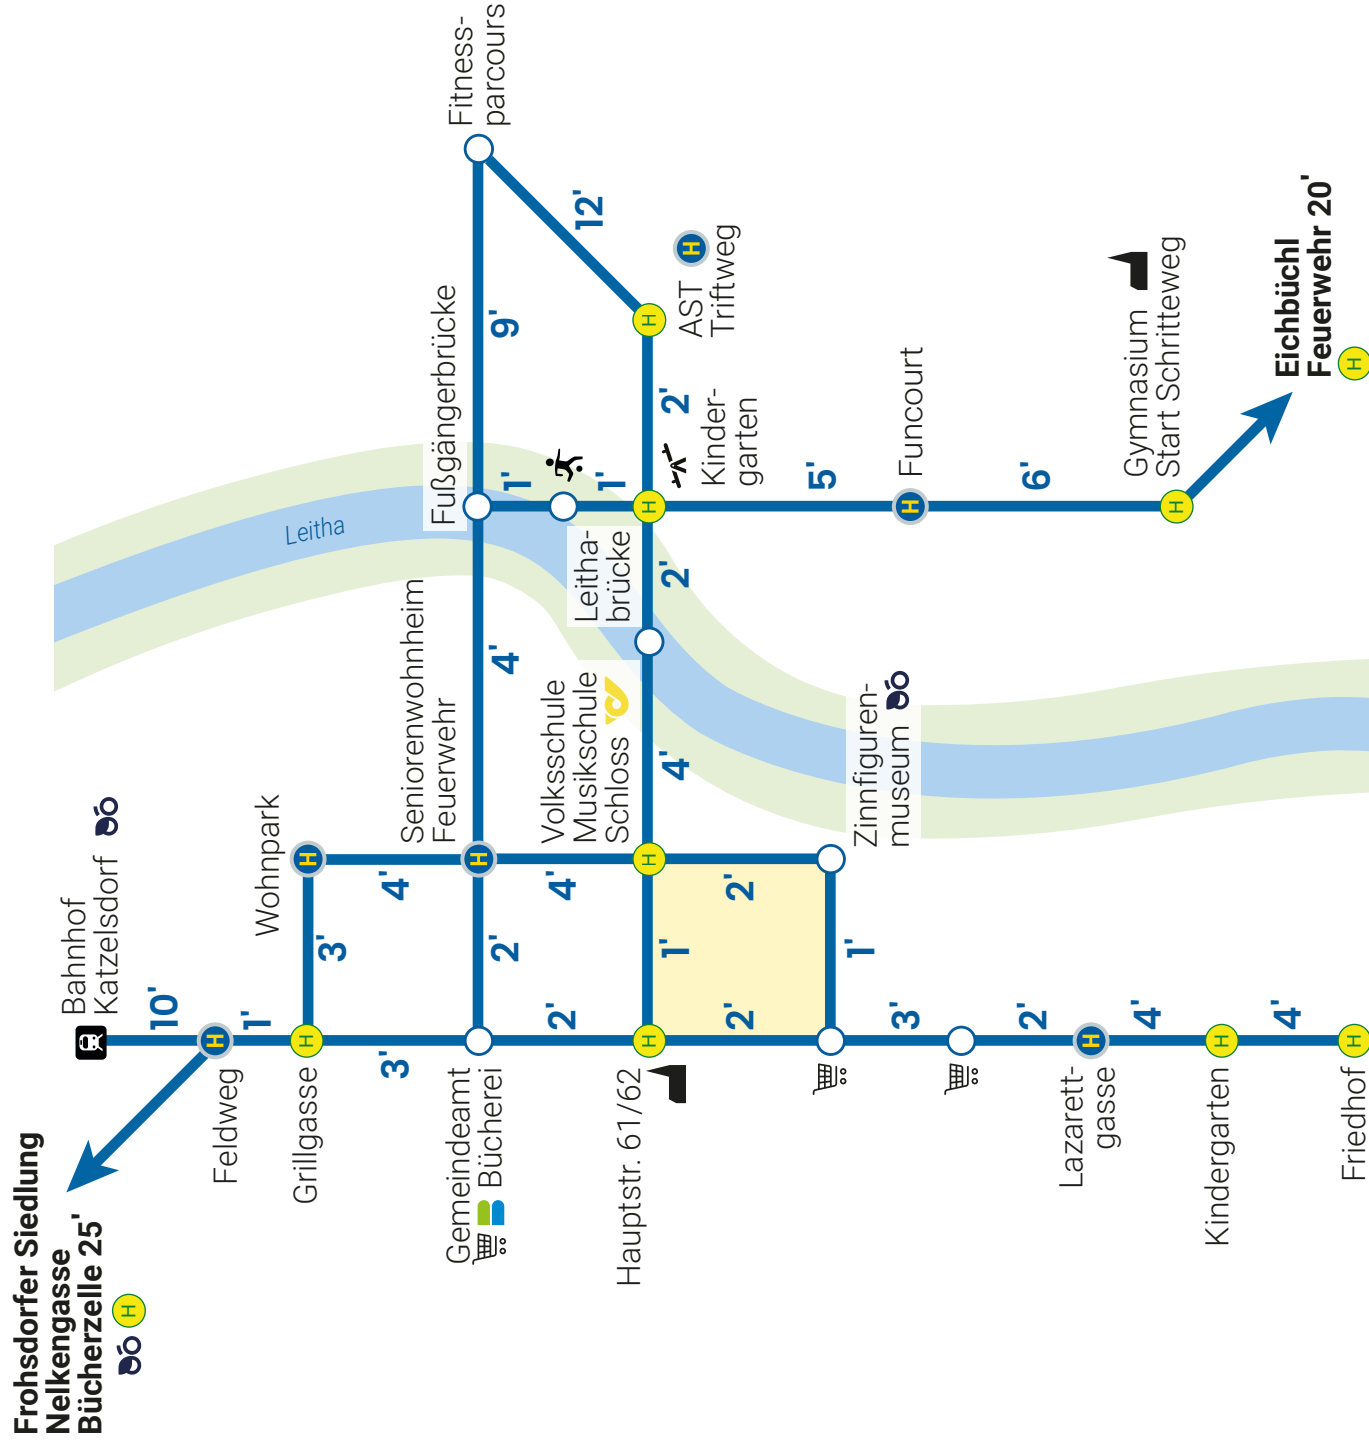 Frohsdorfer Siedlung
Nelkengasse
Bücherzelle 25'
H
Bahnhof
Katzelsdorf
10'
H
Feldweg
1'
H
Grillgasse
3'
H
Wohnpark
3'
4'
Gemeindeamt
Bücherei
2'
H
Seniorenwohnheim
Feuerwehr
4'
Fußgängerbrücke
9'
Fitness-
parcours
12'
2'
4'
1'
1'
H
Hauptstr. 61/62
1'
H
Volksschule
Musikschule
Schloss
4'
Leitha-
brücke
2'
H
Kinder-
garten
2'
H
AST
Triftweg
H
Leitha
2'
2'
1'
Zinnfiguren-
museum
3'
2'
H
Lazarett-
gasse
4'
H
Kindergarten
4'
H
Friedhof
5'
H
Funcourt
6'
H
Gymnasium
Start Schritteweg
Eichbüchl
Feuerwehr 20'
H